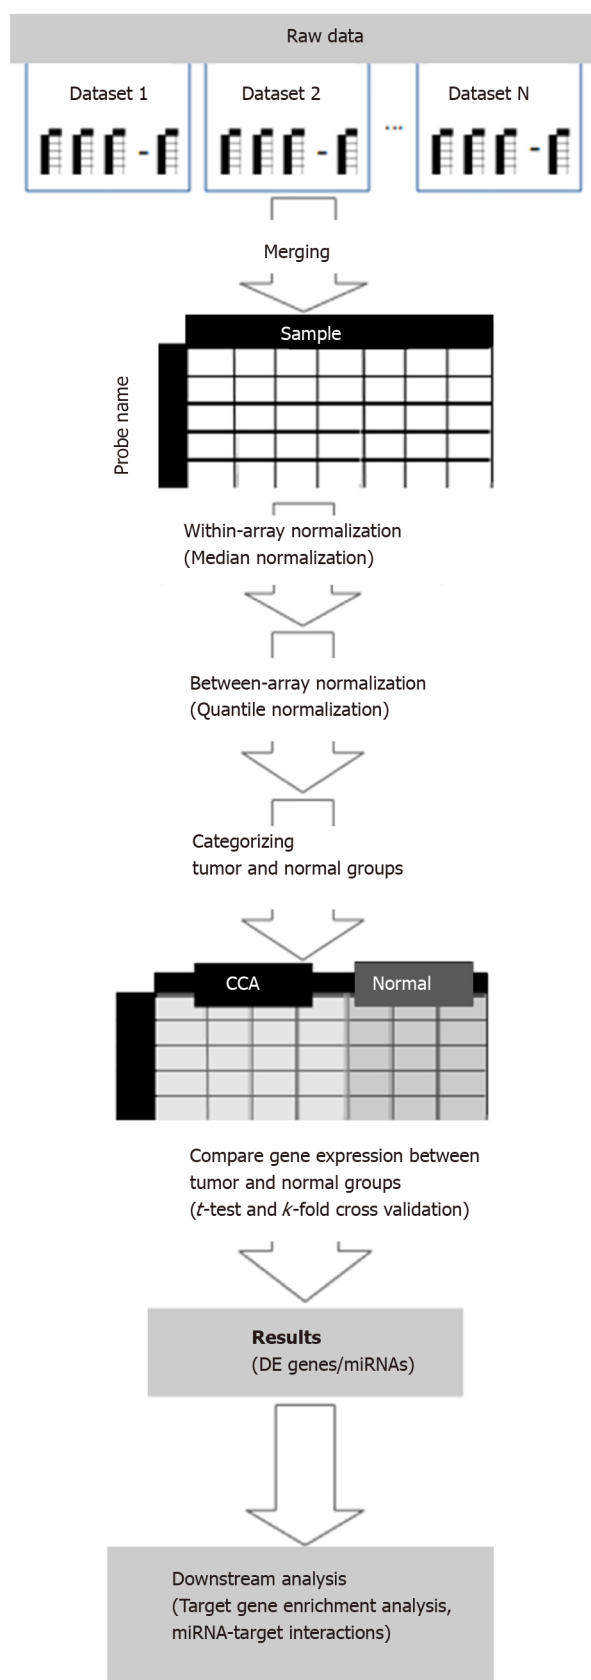 Raw data
Dataset 1
Dataset 2
...
Dataset N
Merging
Sample
Probe name
Within-array normalization
(Median normalization)
Between-array normalization
(Quantile normalization)
Categorizing
tumor and normal groups
CCA
Normal
Compare gene expression between
tumor and normal groups
(t-test and k-fold cross validation)
Results
(DE genes/miRNAs)
Downstream analysis
(Target gene enrichment analysis,
miRNA-target interactions)